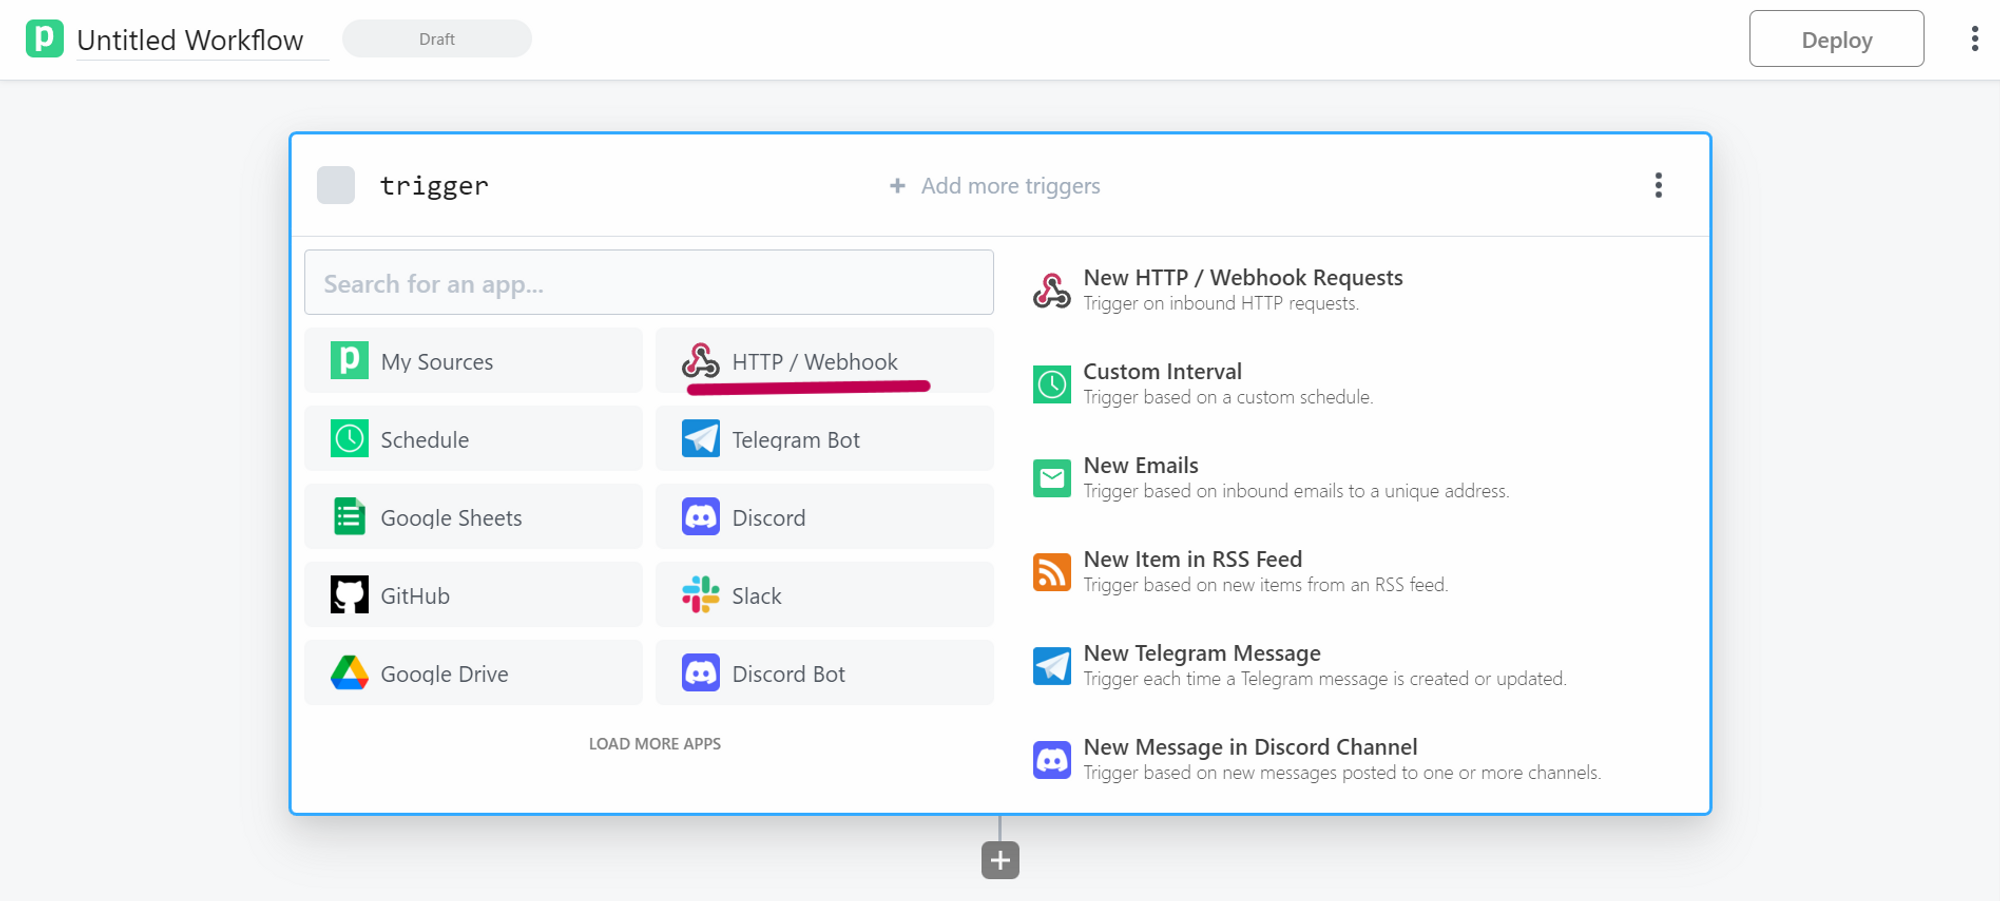 p Untitled Workflow
Draft
Deploy
trigger
+ Add more triggers
Search for an app...
p My Sources
HTTP / Webhook
Schedule
Telegram Bot
Google Sheets
Discord
GitHub
Slack
Google Drive
Discord Bot
LOAD MORE APPS
New HTTP / Webhook Requests
Trigger on inbound HTTP requests.
Custom Interval
Trigger based on a custom schedule.
New Emails
Trigger based on inbound emails to a unique address.
New Item in RSS Feed
Trigger based on new items from an RSS feed.
New Telegram Message
Trigger each time a Telegram message is created or updated.
New Message in Discord Channel
Trigger based on new messages posted to one or more channels.
+